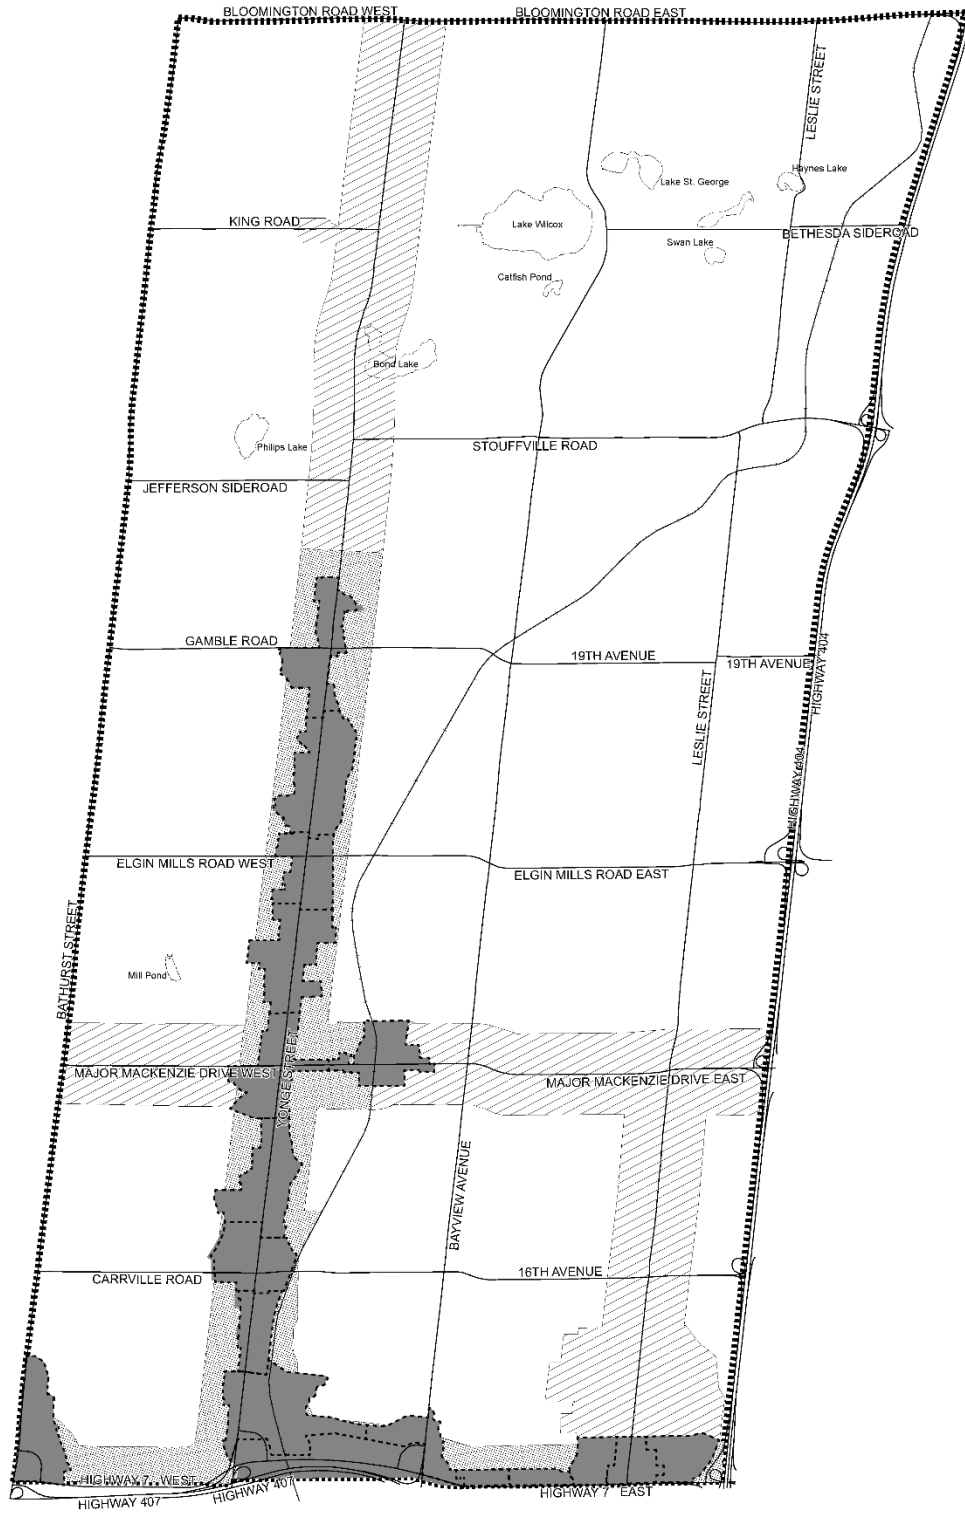 BLOOMINGTON ROAD WEST
BLOOMINGTON ROAD EAST
LESLIE STREET
Haynes Lake
Lake St. George
KING ROAD
Lake Wilcox
BETHESDA SIDEROAD
Swan Lake
Catfish Pond
Bond Lake
Philips Lake
STOUFFVILLE ROAD
JEFFERSON SIDEROAD
GAMBLE ROAD
19TH AVENUE
19TH AVENUE
HIGHWAY 404
LESLIE STREET
HIGHWAY 404
ELGIN MILLS ROAD WEST
ELGIN MILLS ROAD EAST
BATHURST STREET
Mill Pond
MAJOR MACKENZIE DRIVE WEST
YONGE STREET
MAJOR MACKENZIE DRIVE EAST
BAYVIEW AVENUE
CARRVILLE ROAD
16TH AVENUE
HIGHWAY 7 WEST
HIGHWAY 407
HIGHWAY 407
HIGHWAY 7 EAST